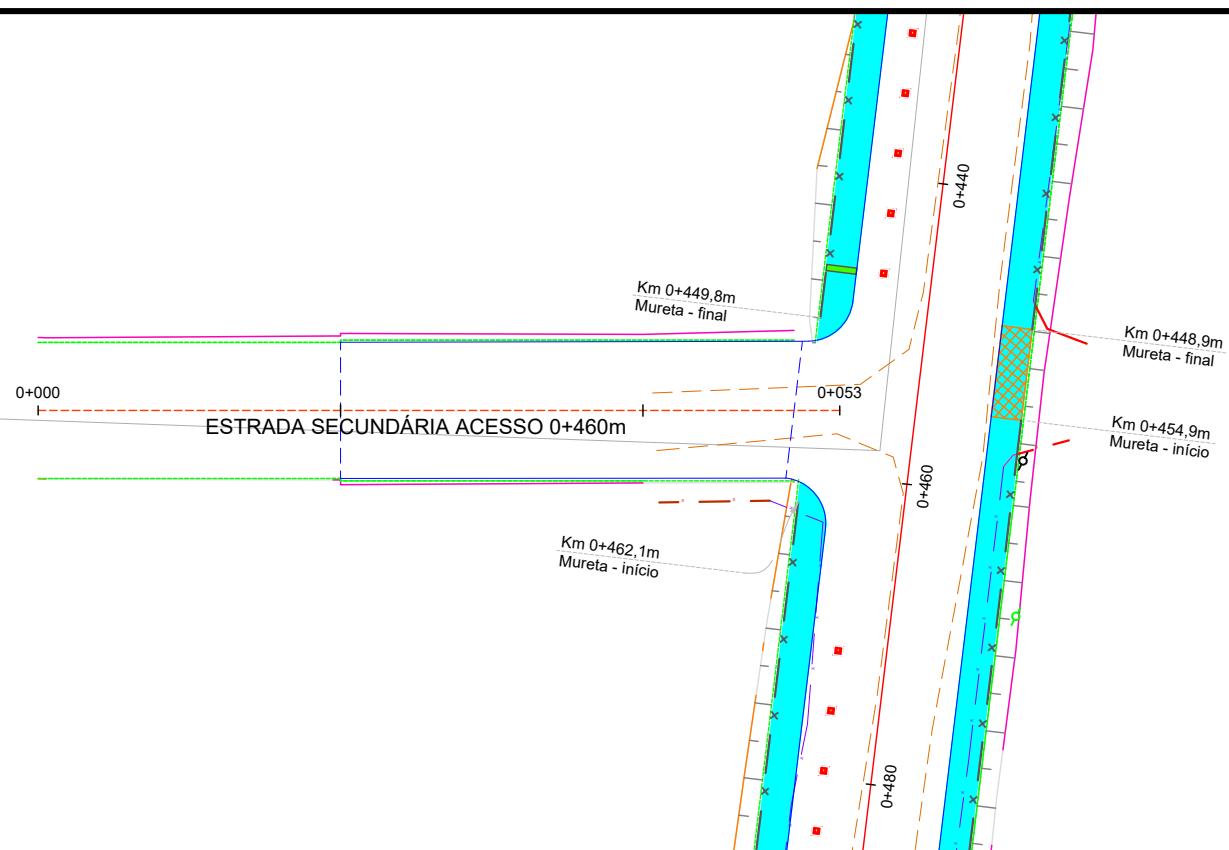 0+440
Km 0+449,8m
Mureta - final
Km 0+448,9m
Mureta - final
0+000
0+053
ESTRADA SECUNDÁRIA ACESSO 0+460m
Km 0+454,9m
Mureta - início
0+460
Km 0+462,1m
Mureta - início
0+480